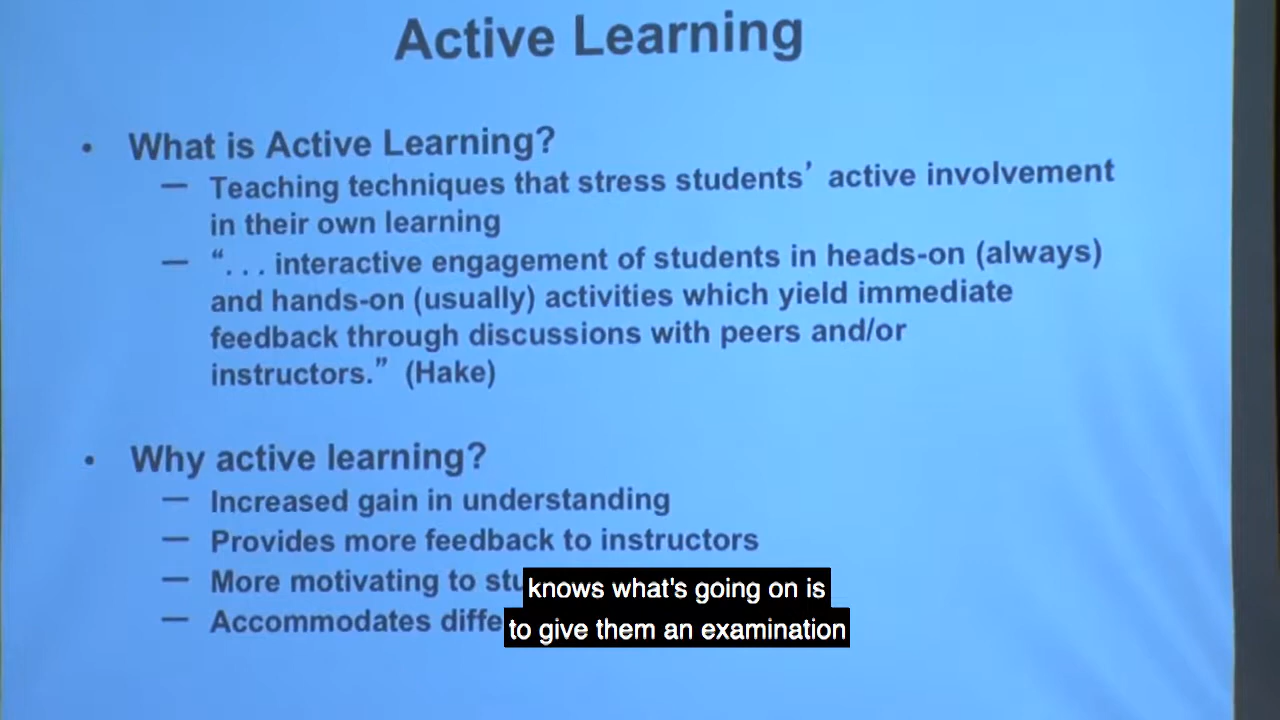 Active Learning
• What is Active Learning?
— Teaching techniques that stress students’ active involvement
in their own learning
— “. . . interactive engagement of students in heads-on (always)
and hands-on (usually) activities which yield immediate
feedback through discussions with peers and/or
instructors.” (Hake)
• Why active learning?
— Increased gain in understanding
— Provides more feedback to instructors
— More motivating to
— Accommodates
knows what's going on is
to give them an examination